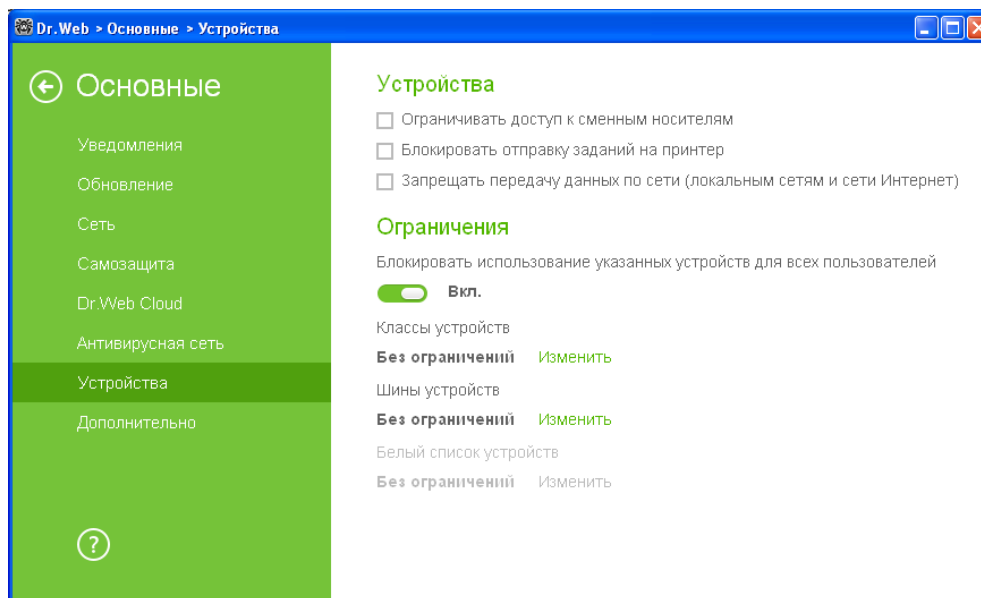 Dr.Web > Основные > Устройства
Основные
Уведомления
Обновление
Сеть
Самозащита
Dr.Web Cloud
Антивирусная сеть
Устройства
Дополнительно
?
Устройства
Ограничивать доступ к сменным носителям
Блокировать отправку заданий на принтер
Запрещать передачу данных по сети (локальным сетям и сети Интернет)
Ограничения
Блокировать использование указанных устройств для всех пользователей
Вкл.
Классы устройств
Без ограничений Изменить
Шины устройств
Без ограничений Изменить
Белый список устройств
Без ограничений Изменить